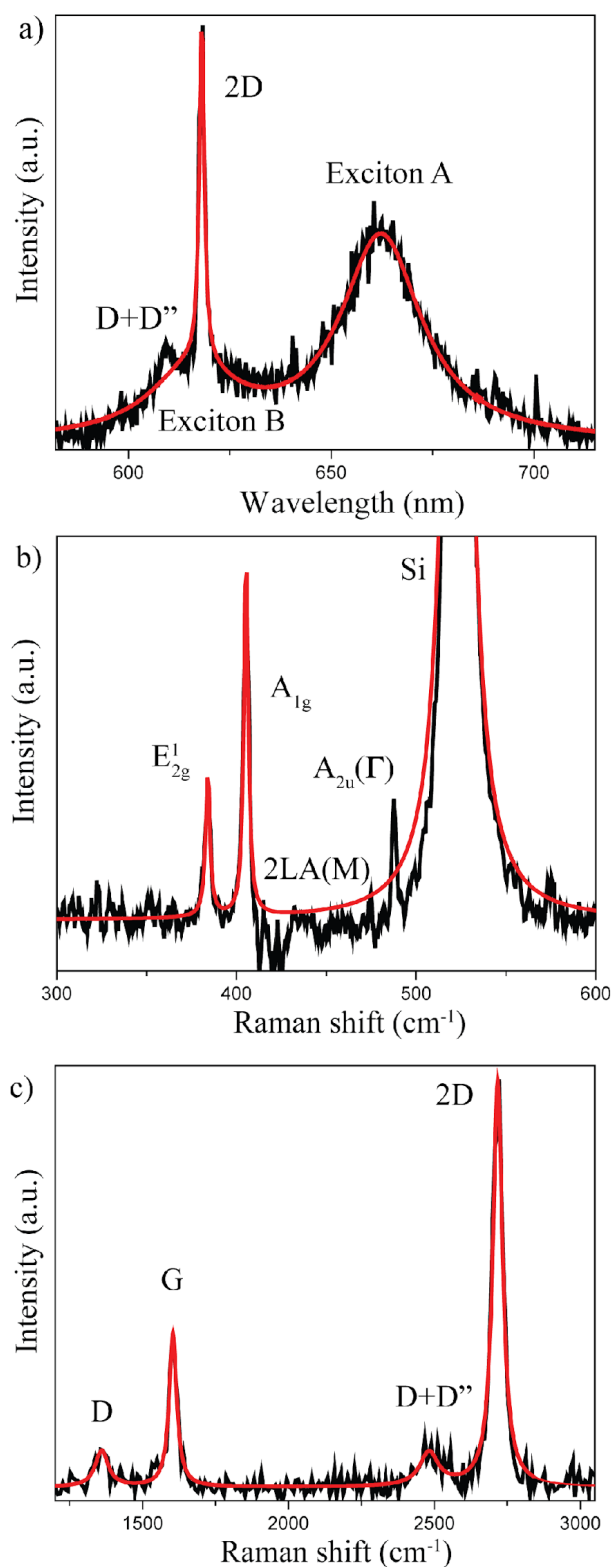 a)
2D
Exciton A
D+D”
Exciton B
Intensity (a.u.)
600 650 700
Wavelength (nm)
b)
Si
A1g
E¹2g
A2u(Γ)
2LA(M)
Intensity (a.u.)
300 400 500 600
Raman shift (cm-1)
c)
2D
G
D+D”
D
Intensity (a.u.)
1500 2000 2500 3000
Raman shift (cm-1)